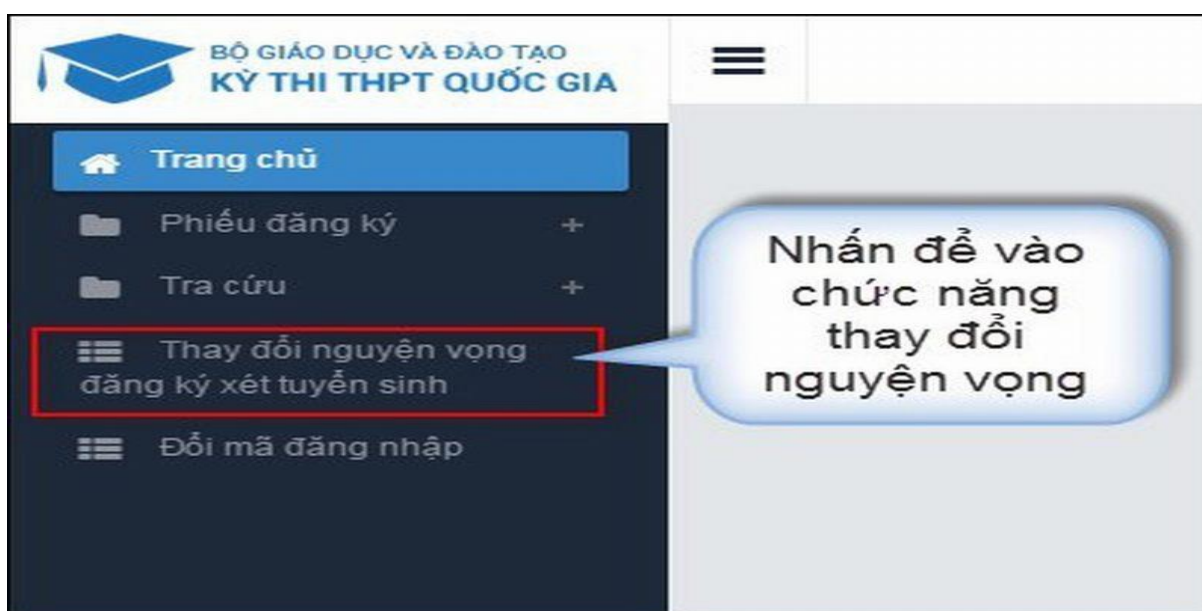 BỘ GIÁO DỤC VÀ ĐÀO TẠO
KỲ THI THPT QUỐC GIA
Trang chủ
Phiếu đăng ký +
Tra cứu +
Thay đổi nguyện vọng
đăng ký xét tuyển sinh
Đổi mã đăng nhập
Nhấn để vào
chức năng
thay đổi
nguyện vọng